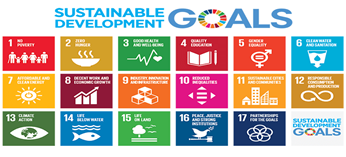 SUSTAINABLE
DEVELOPMENT
GOALS
1 NO
POVERTY
2 ZERO
HUNGER
3 GOOD HEALTH
AND WELL-BEING
4 QUALITY
EDUCATION
5 GENDER
EQUALITY
6 CLEAN WATER
AND SANITATION
7 AFFORDABLE AND
CLEAN ENERGY
8 DECENT WORK AND
ECONOMIC GROWTH
9 INDUSTRY, INNOVATION
AND INFRASTRUCTURE
10 REDUCED
INEQUALITIES
11 SUSTAINABLE CITIES
AND COMMUNITIES
12 RESPONSIBLE
CONSUMPTION
AND PRODUCTION
13 CLIMATE
ACTION
14 LIFE
BELOW WATER
15 LIFE
ON LAND
16 PEACE, JUSTICE
AND STRONG
INSTITUTIONS
17 PARTNERSHIPS
FOR THE GOALS
SUSTAINABLE
DEVELOPMENT
GOALS